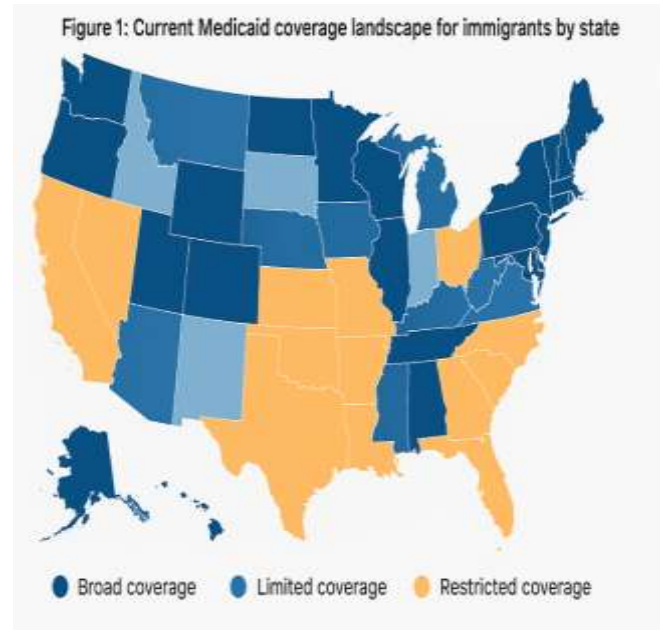 Figure 1: Current Medicaid coverage landscape for immigrants by state
Broad coverage Limited coverage Restricted coverage